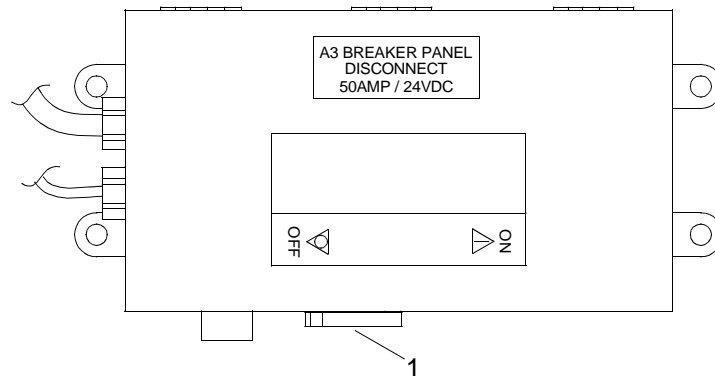 A3 BREAKER PANEL
DISCONNECT
50AMP / 24VDC
OFF
ON
1